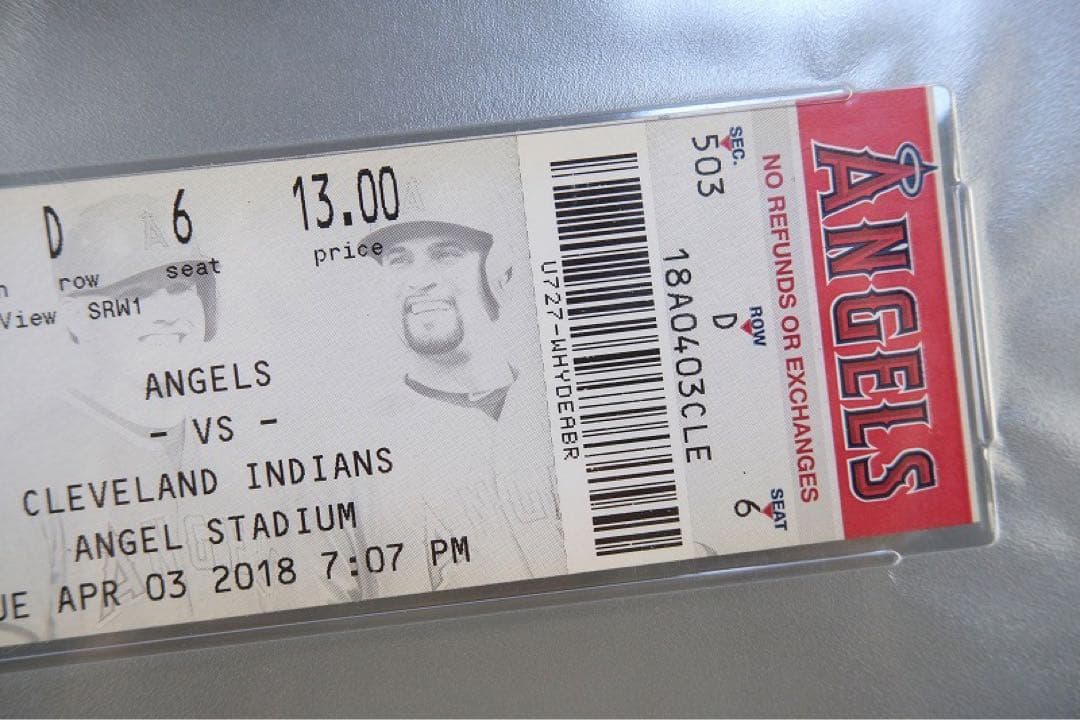 D 6 13.00
row seat price
View SRW1
ANGELS
- VS -
CLEVELAND INDIANS
ANGEL STADIUM
UE APR 03 2018 7:07 PM
U727-WHYDEABR
18A0403CLE
SEC. 503
ROW D
SEAT 6
NO REFUNDS OR EXCHANGES
ANGELS